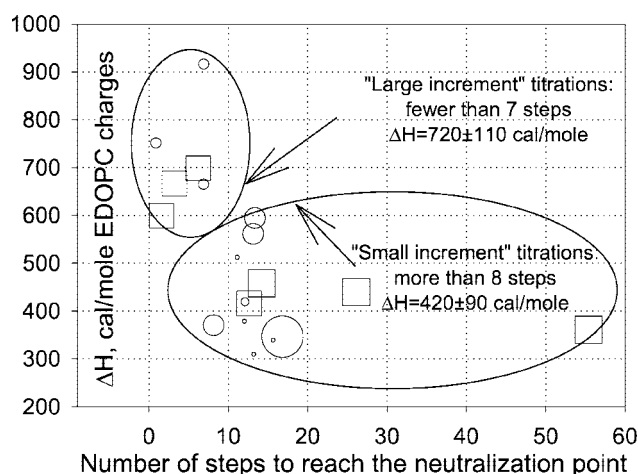 1000
900
800
700
600
500
400
300
200
ΔH, cal/mole EDOPC charges
"Large increment" titrations:
fewer than 7 steps
ΔH=720±110 cal/mole
"Small increment" titrations:
more than 8 steps
ΔH=420±90 cal/mole
0 10 20 30 40 50 60
Number of steps to reach the neutralization point